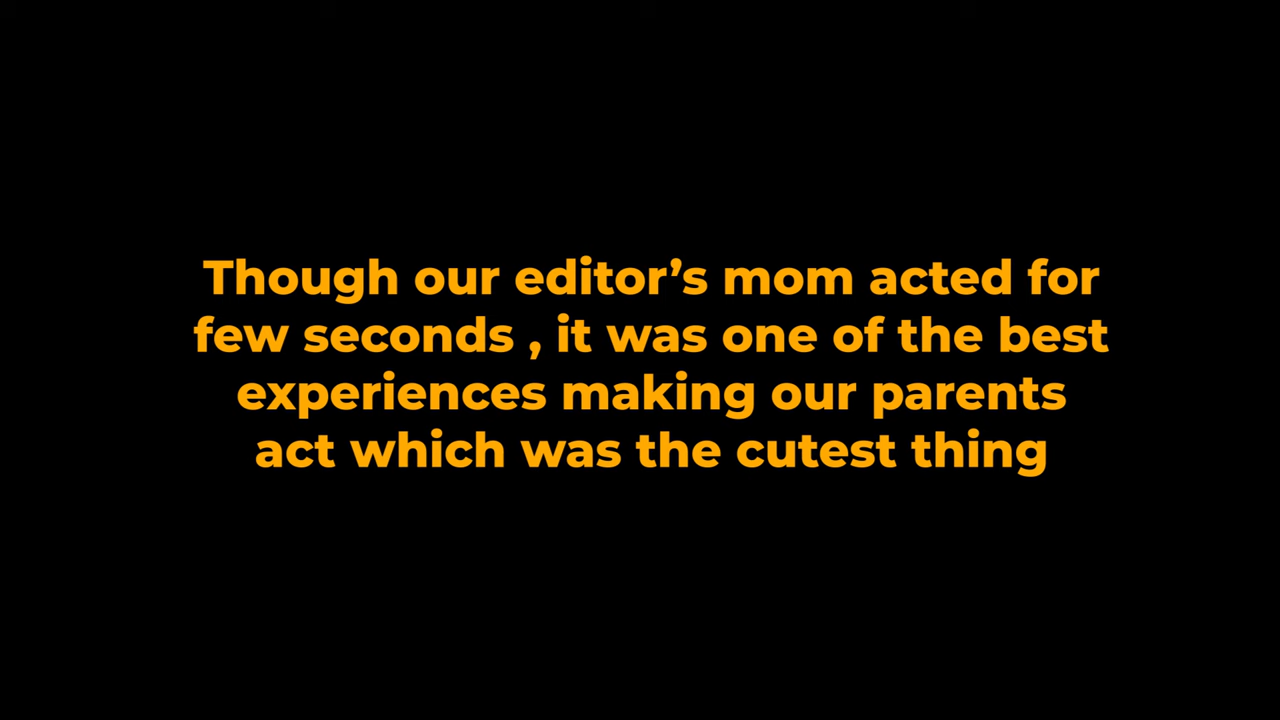 Though our editor’s mom acted for
few seconds , it was one of the best
experiences making our parents
act which was the cutest thing